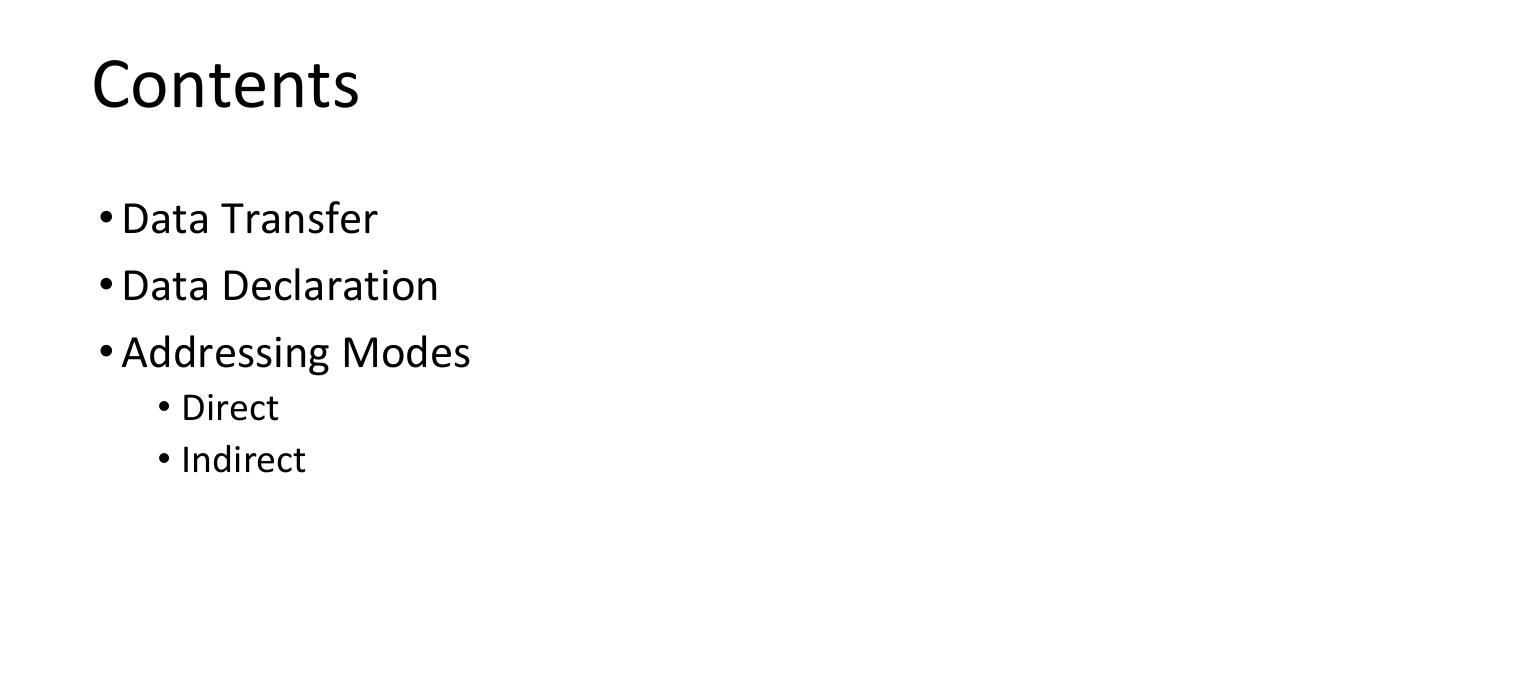 Contents
• Data Transfer
• Data Declaration
• Addressing Modes
• Direct
• Indirect